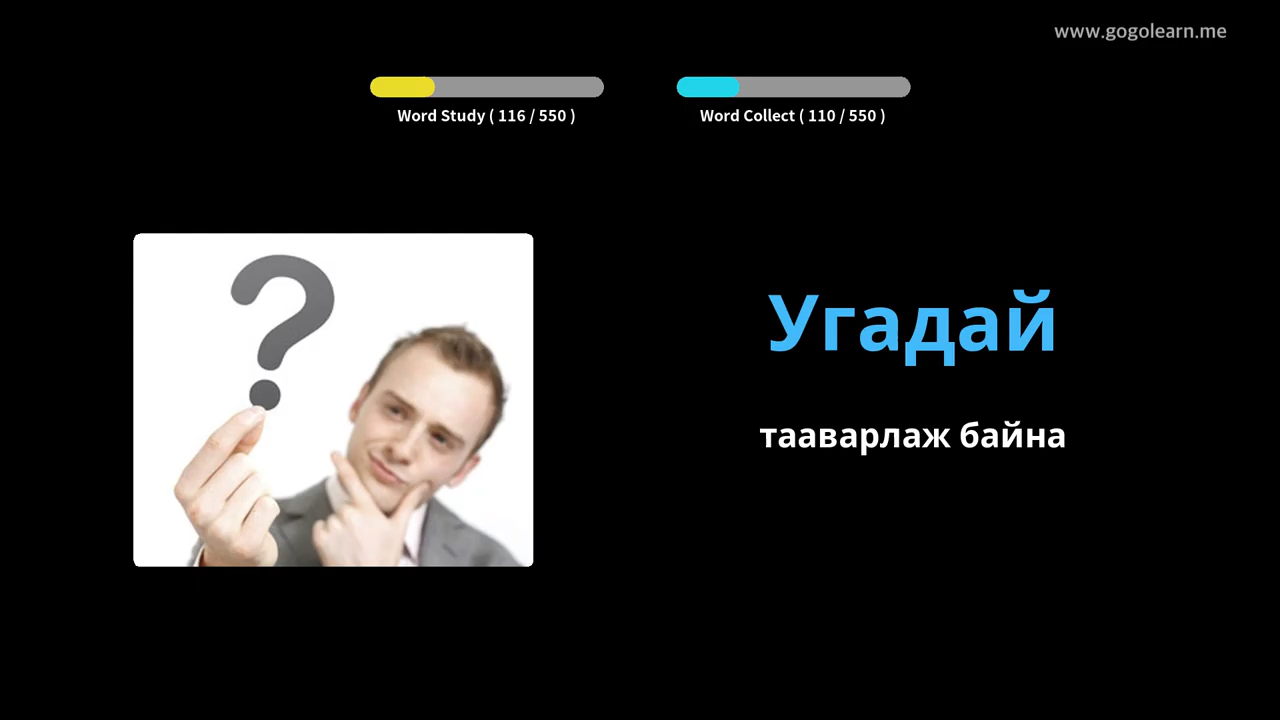 www.gogolearn.me
Word Study ( 116 / 550 )
Word Collect ( 110 / 550 )
?
Угадай
тааварлаж байна